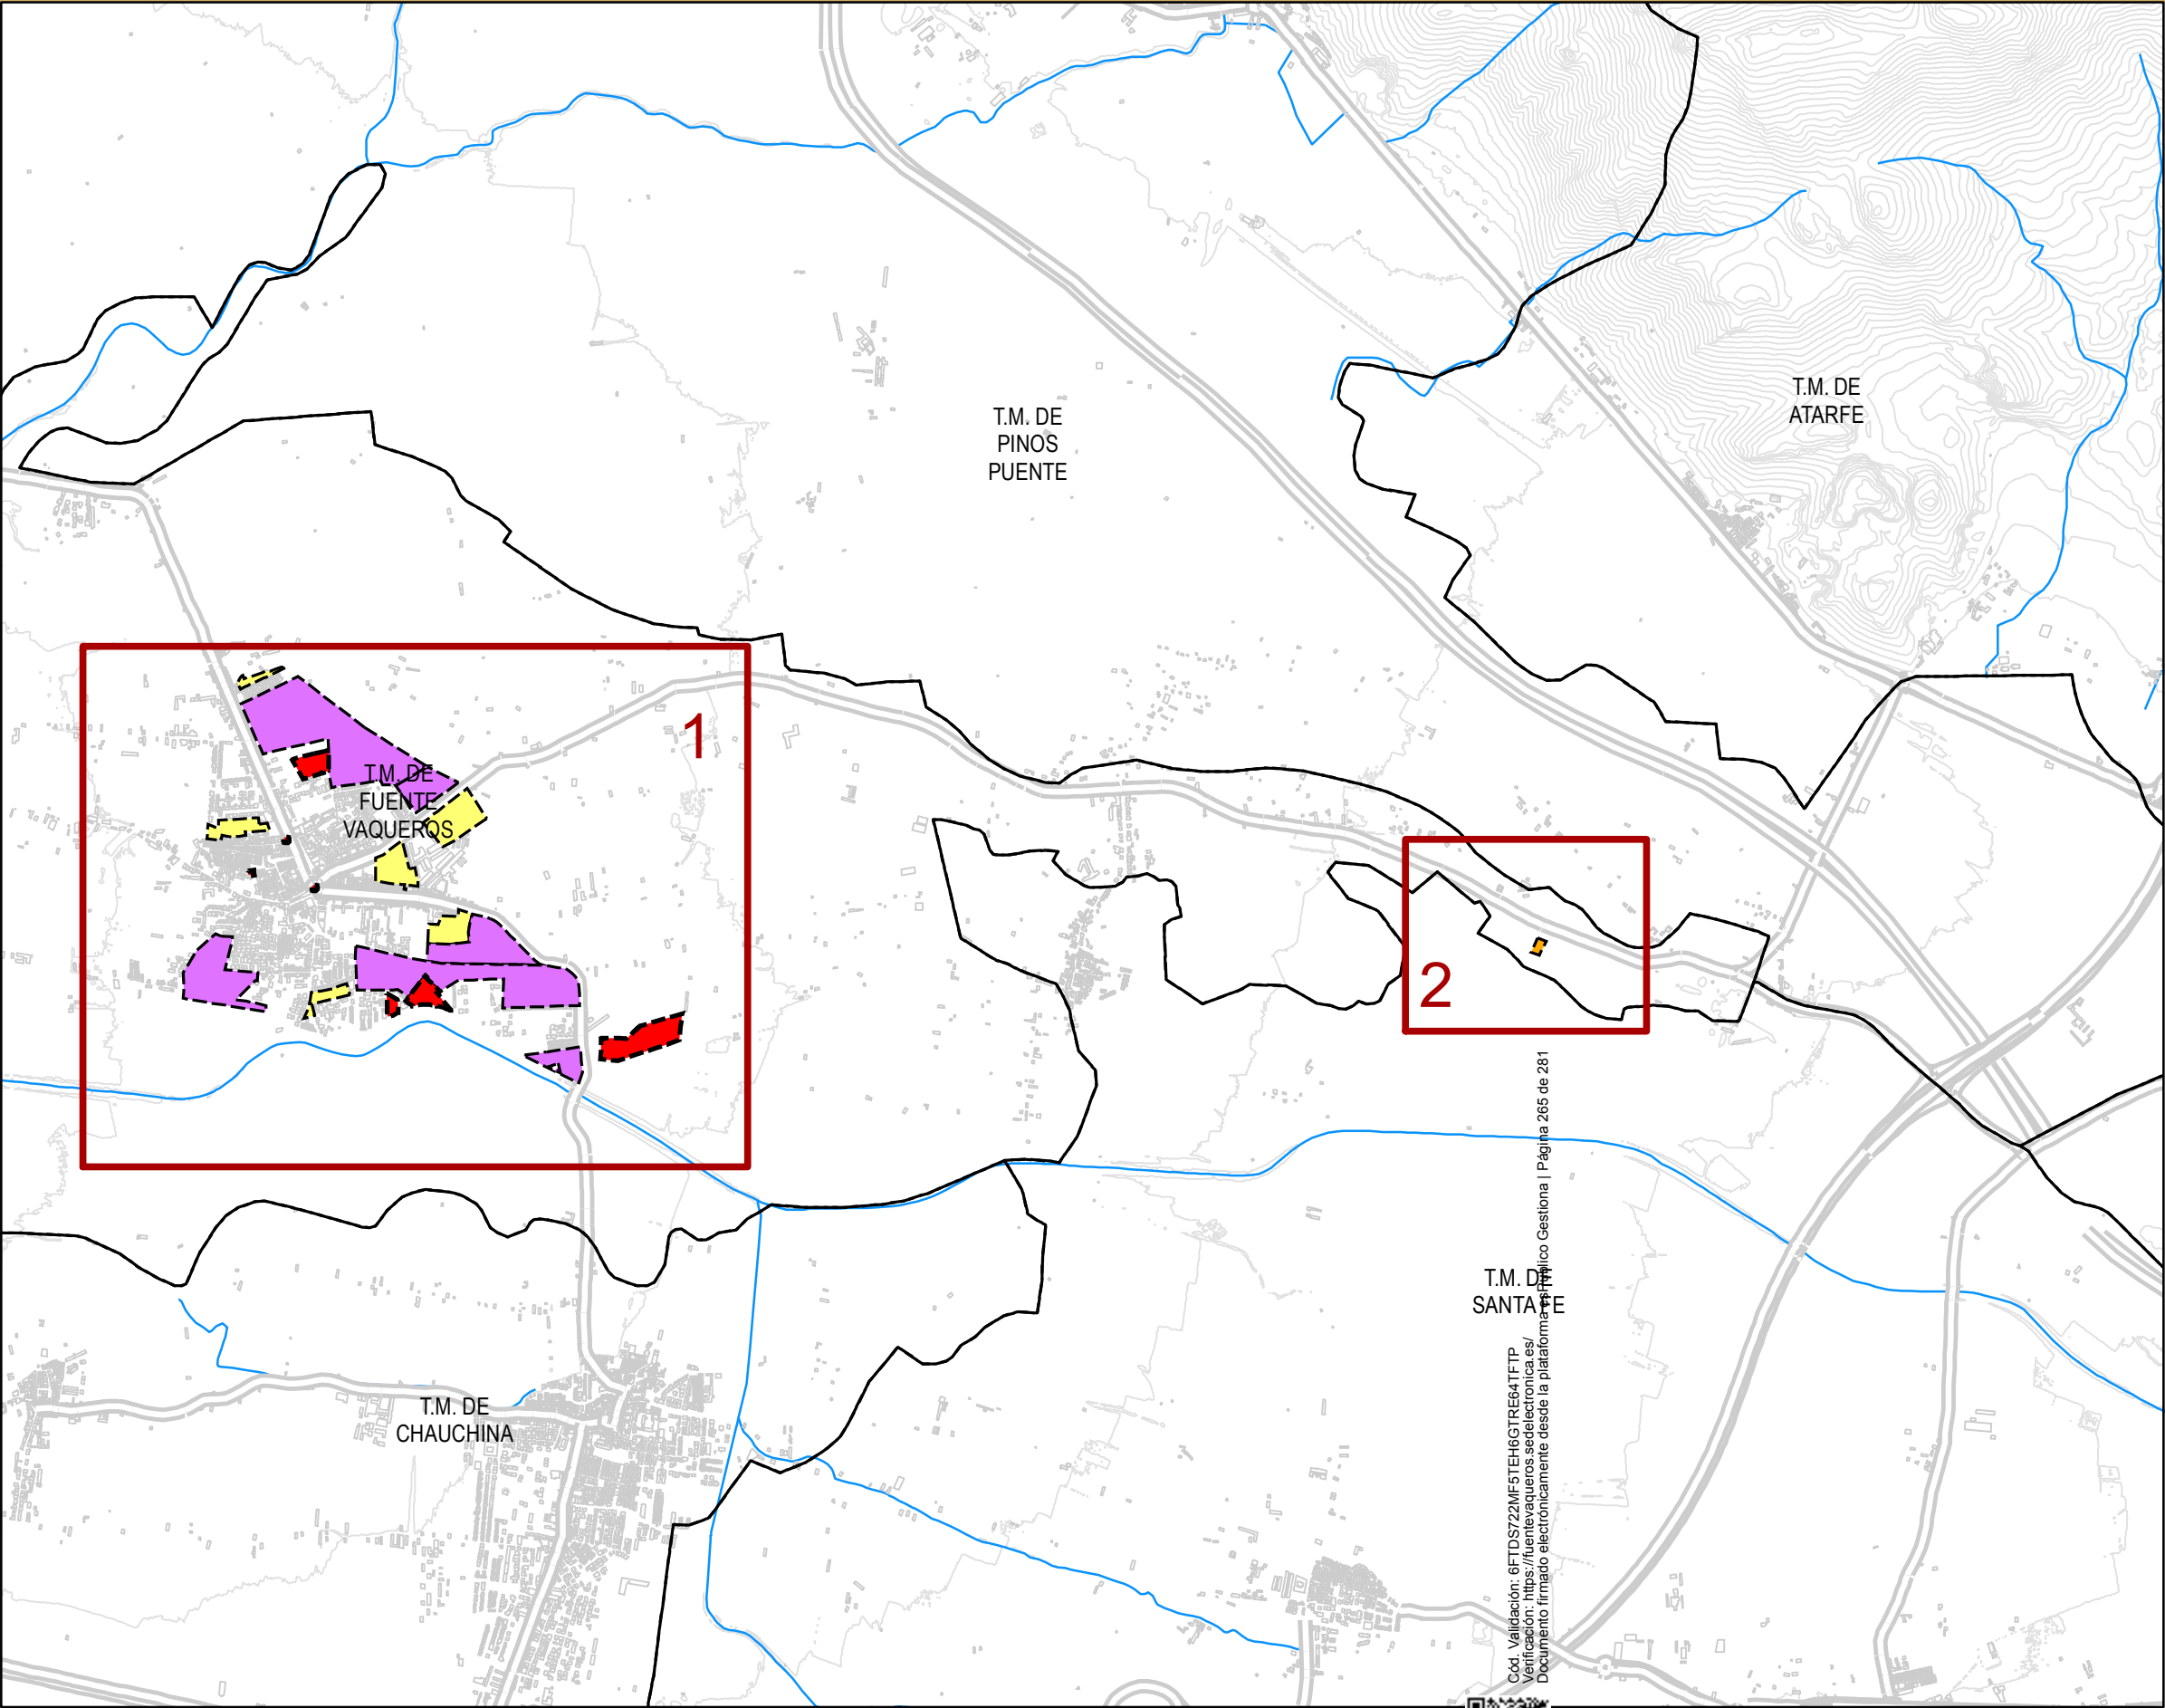 T.M. DE
PINOS
PUENTE
T.M. DE
ATARFE
1
T.M. DE
FUENTE
VAQUEROS
2
T.M. DE
SANTA FE
T.M. DE
CHAUCHINA
Cód. Validación: 6FTDS722MF5TEH6GTRE64TFTP
Verificación: https://fuentevaqueros.sedelectronica.es/
Documento firmado electrónicamente desde la plataforma esPublico Gestiona | Página 265 de 281